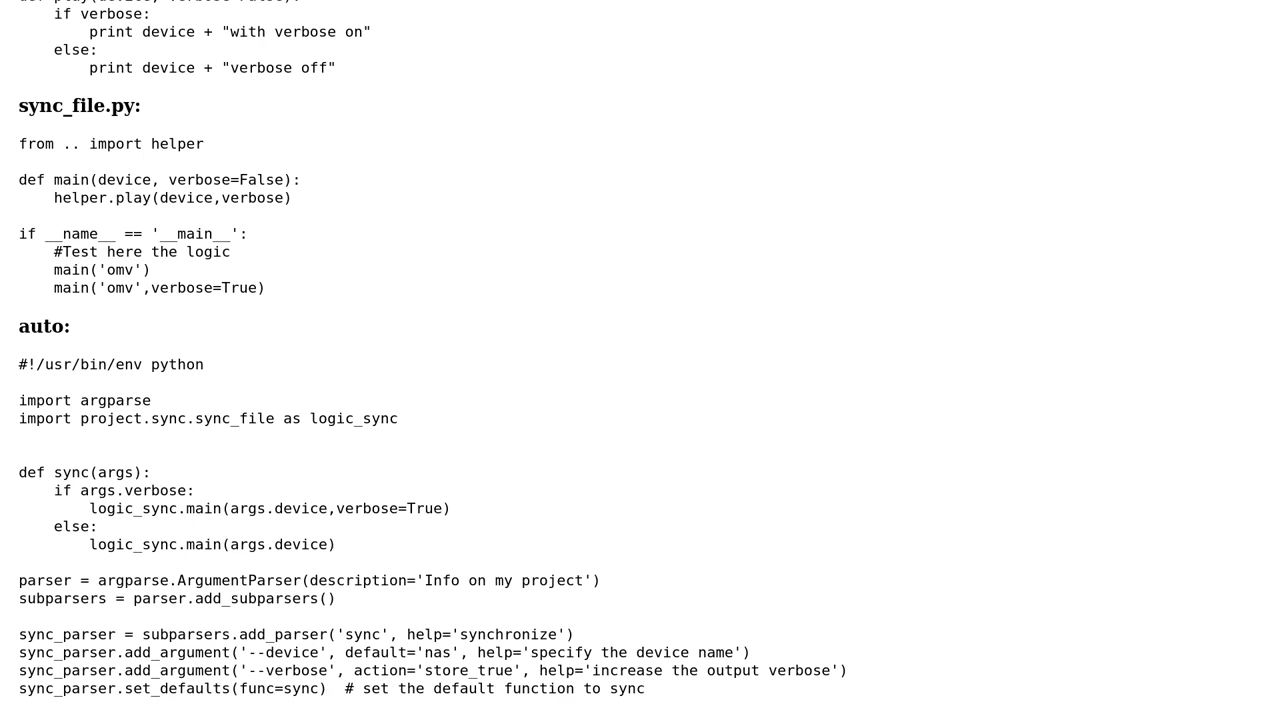 def play(device, verbose=False):
    if verbose:
        print device + "with verbose on"
    else:
        print device + "verbose off"
sync_file.py:
from .. import helper
def main(device, verbose=False):
    helper.play(device,verbose)
if __name__ == '__main__':
    #Test here the logic
    main('omv')
    main('omv',verbose=True)
auto:
#!/usr/bin/env python
import argparse
import project.sync.sync_file as logic_sync
def sync(args):
    if args.verbose:
        logic_sync.main(args.device,verbose=True)
    else:
        logic_sync.main(args.device)
parser = argparse.ArgumentParser(description='Info on my project')
subparsers = parser.add_subparsers()
sync_parser = subparsers.add_parser('sync', help='synchronize')
sync_parser.add_argument('--device', default='nas', help='specify the device name')
sync_parser.add_argument('--verbose', action='store_true', help='increase the output verbose')
sync_parser.set_defaults(func=sync)  # set the default function to sync